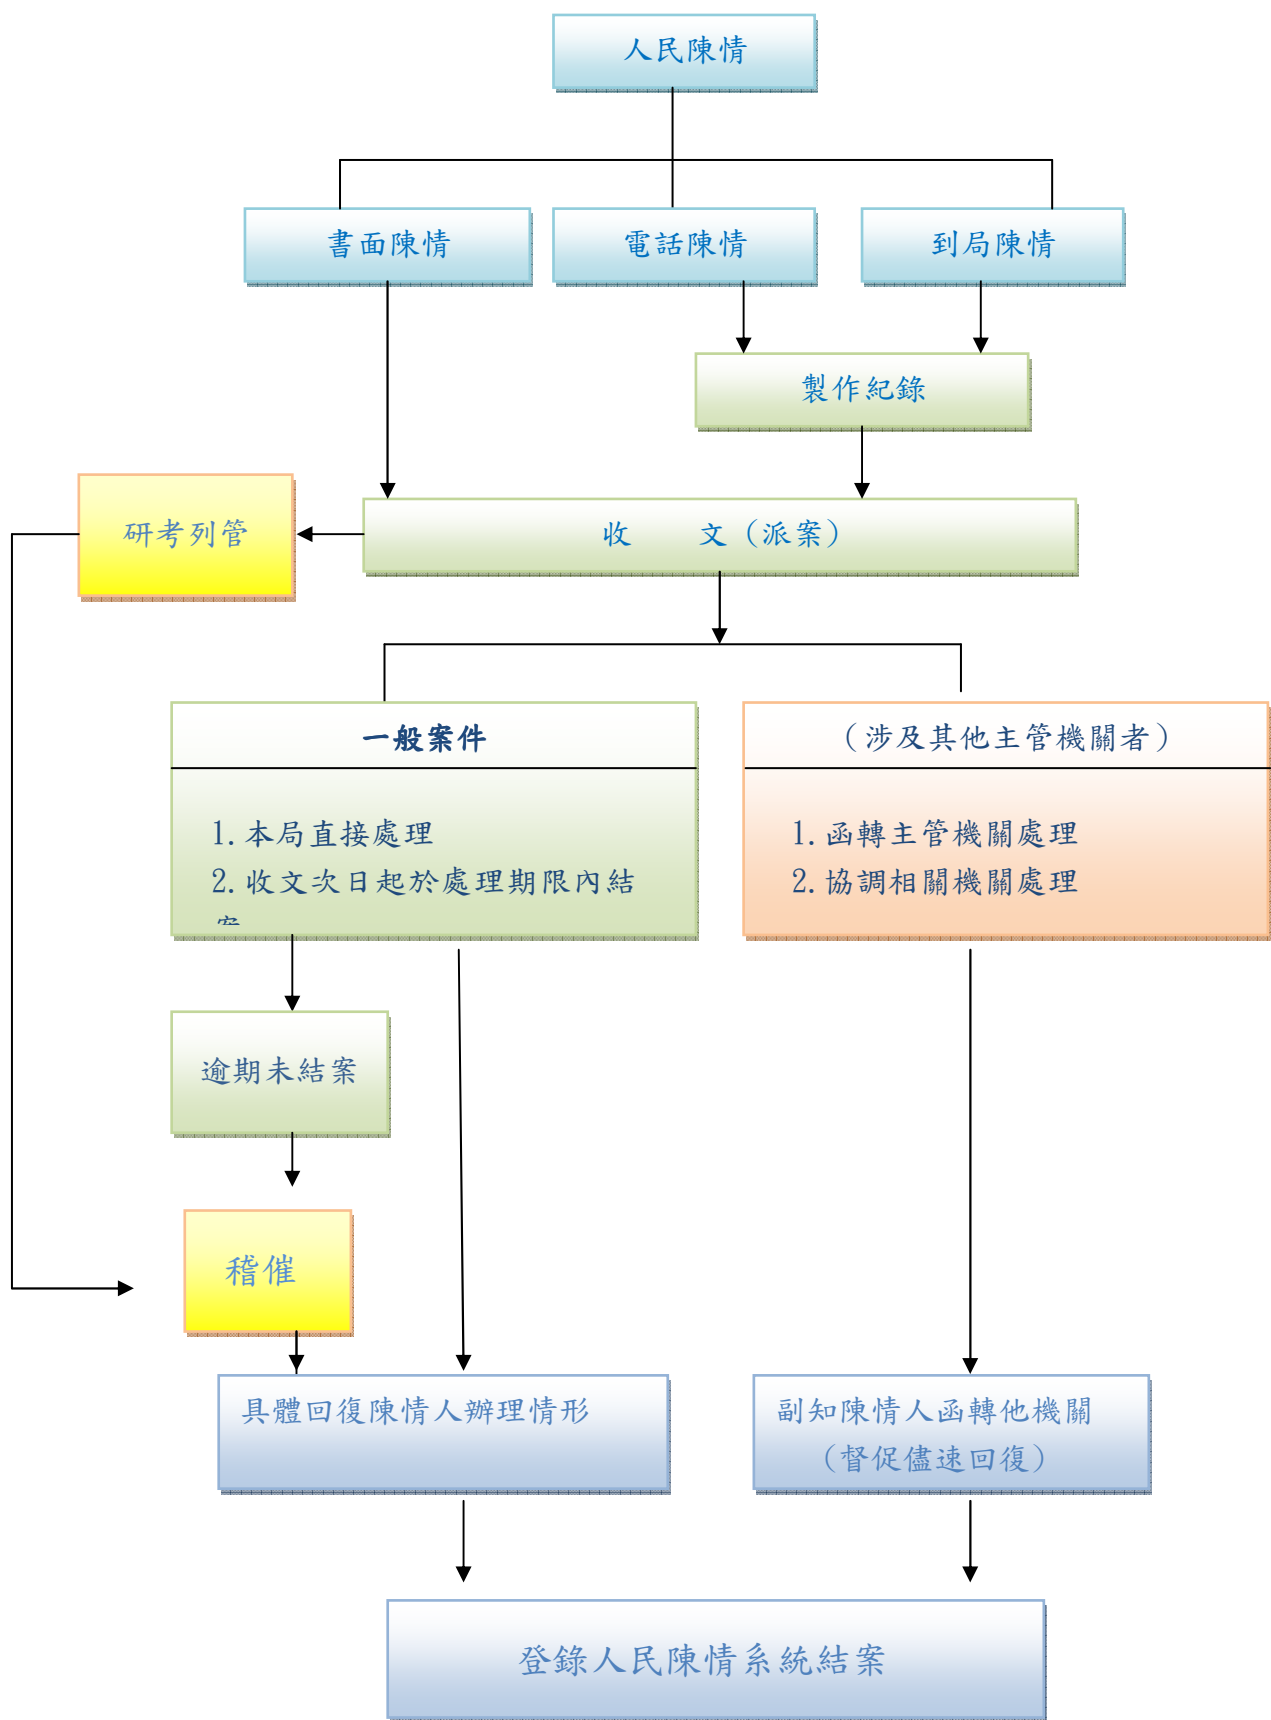 人民陳情
書面陳情
電話陳情
到局陳情
製作紀錄
研考列管
收　　文（派案）
一般案件
1.本局直接處理
2.收文次日起於處理期限內結
（涉及其他主管機關者）
1.函轉主管機關處理
2.協調相關機關處理
逾期未結案
稽催
具體回復陳情人辦理情形
副知陳情人函轉他機關
（督促儘速回復）
登錄人民陳情系統結案